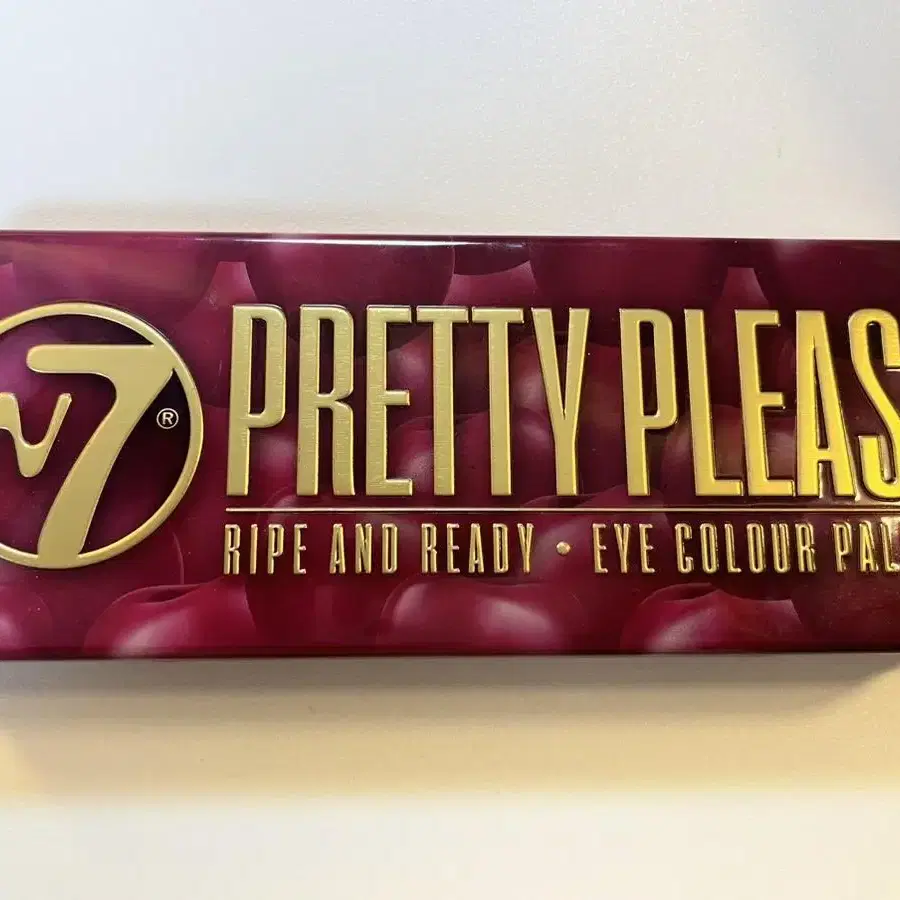 W7®
PRETTY PLEAS
RIPE AND READY · EYE COLOUR PAL